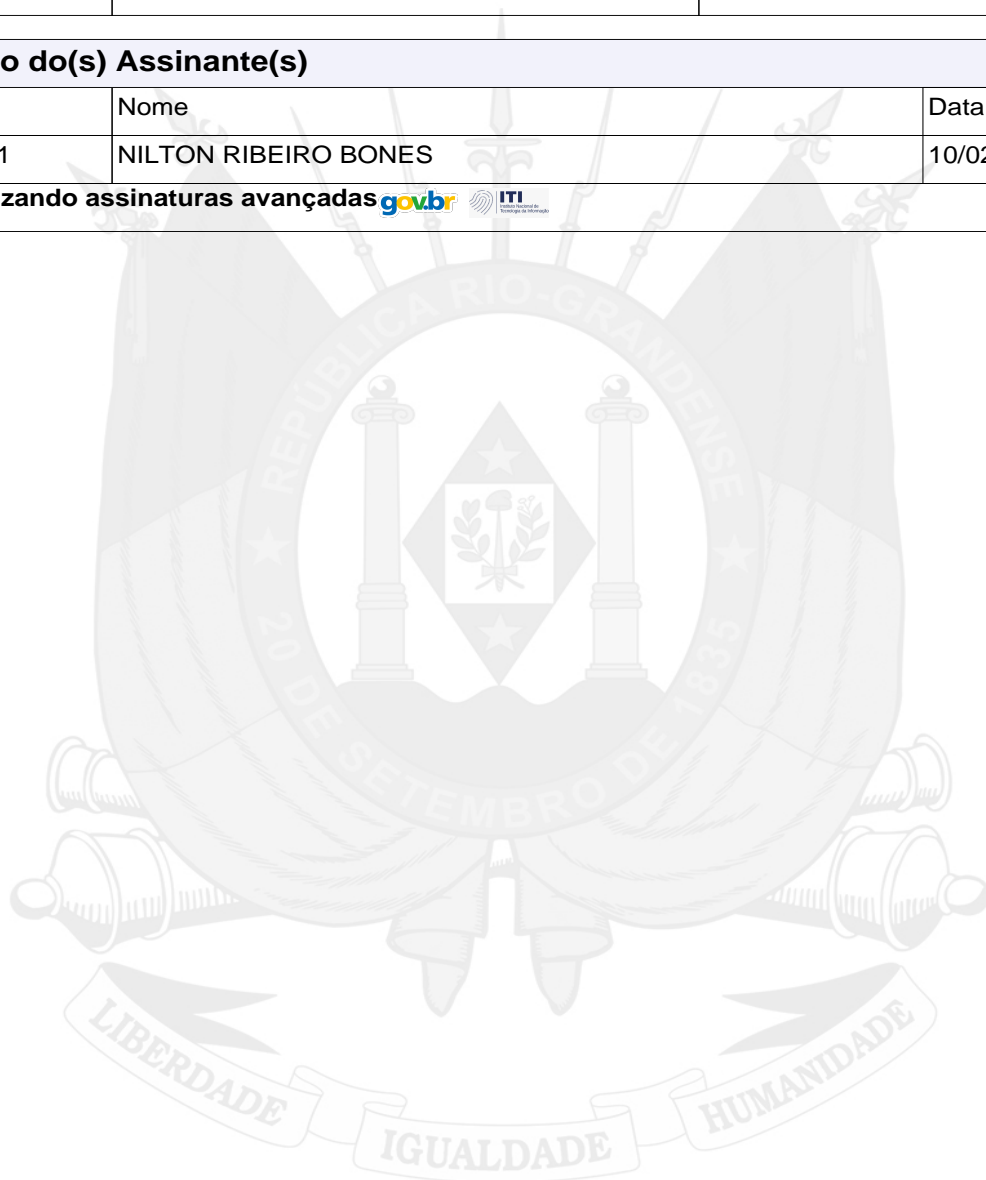 o do(s) Assinante(s)
Nome Data
1 NILTON RIBEIRO BONES 10/02
zando assinaturas avançadas gov.br ITI
REPÚBLICA RIO-GRANDENSE
20 DE SETEMBRO DE 1835
LIBERDADE IGUALDADE HUMANIDADE